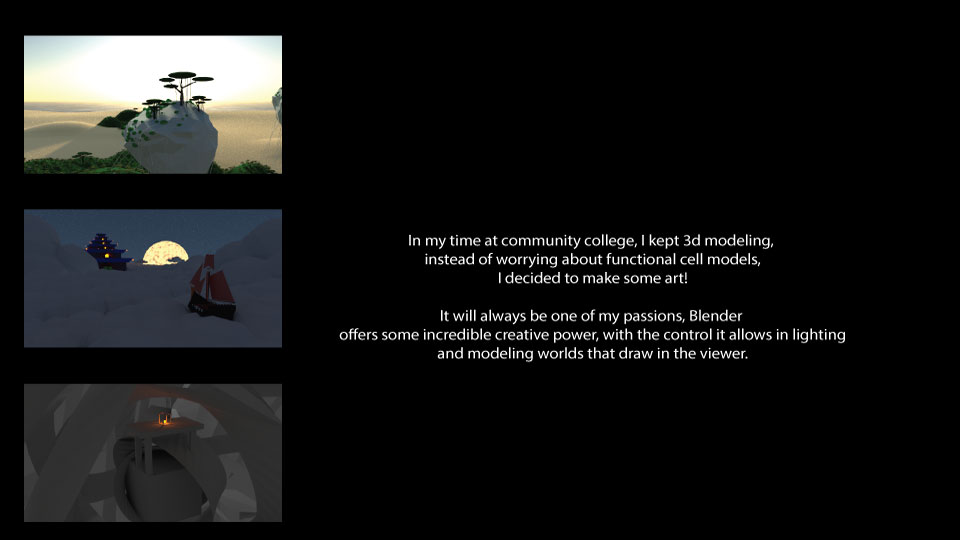 In my time at community college, I kept 3d modeling,
instead of worrying about functional cell models,
I decided to make some art!
It will always be one of my passions, Blender
offers some incredible creative power, with the control it allows in lighting
and modeling worlds that draw in the viewer.